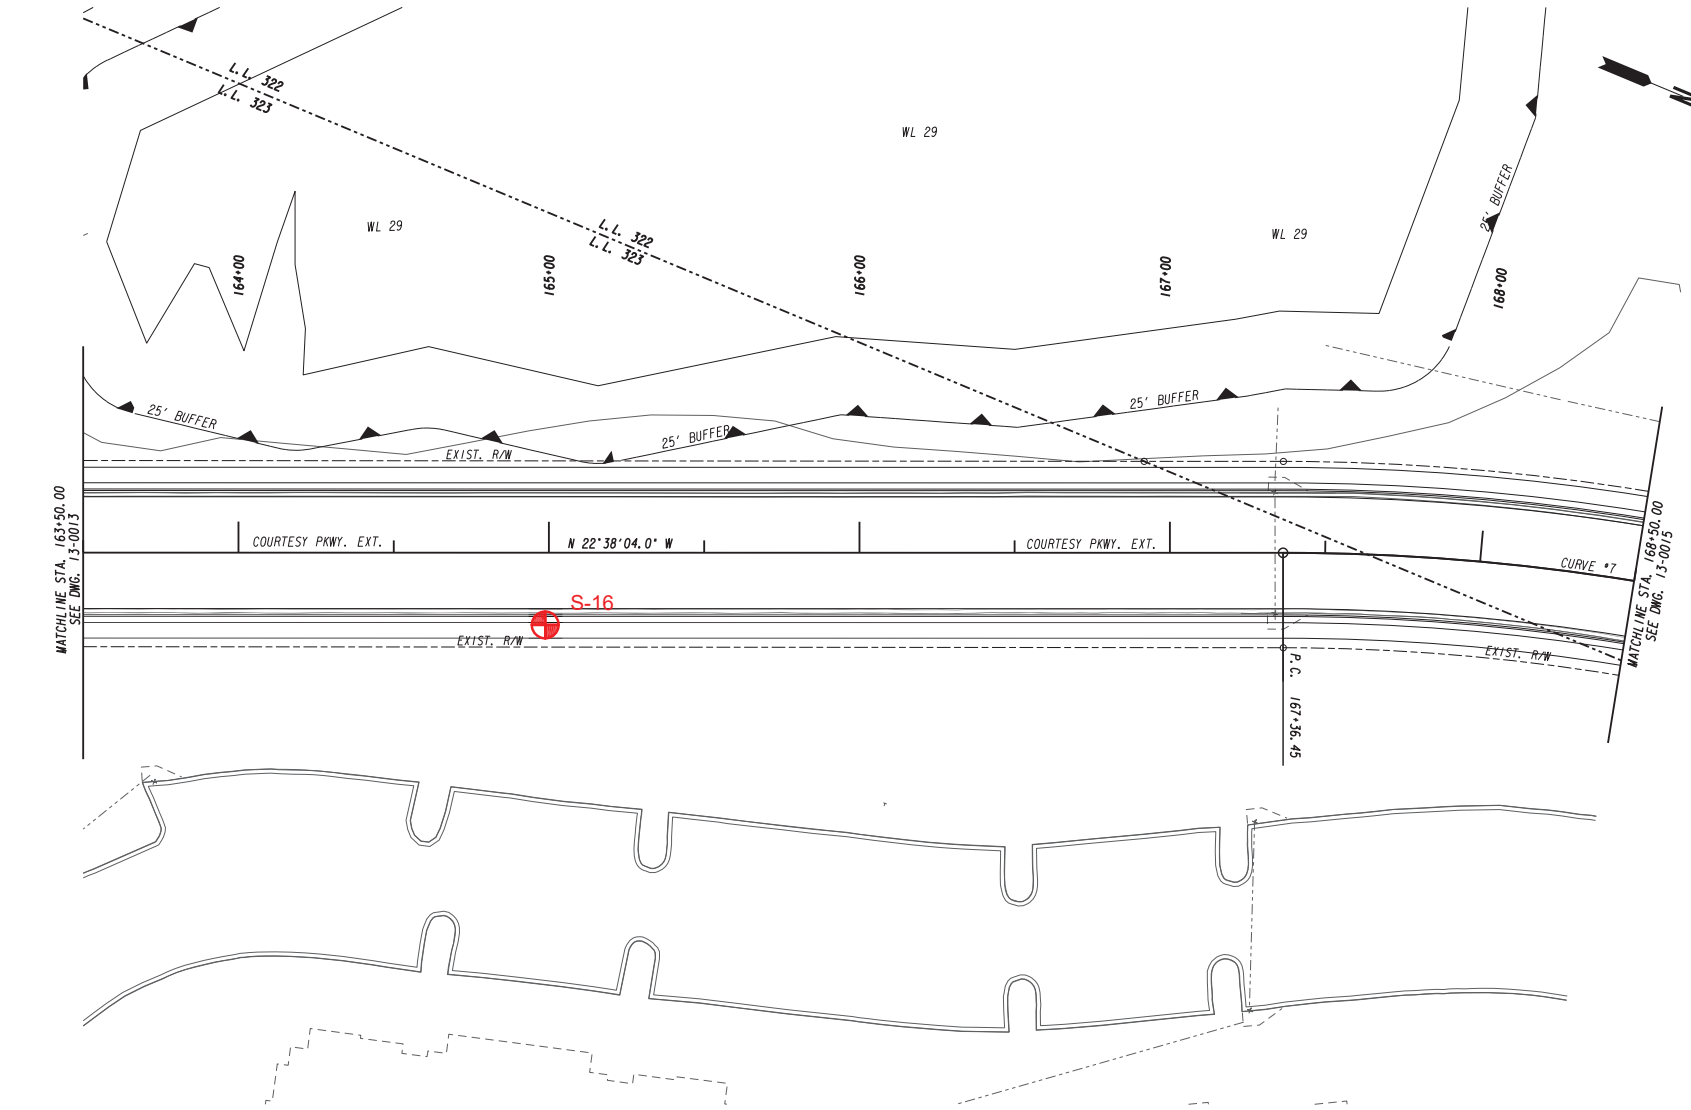 L.L. 322
L.L. 323
WL 29
25' BUFFER
WL 29
L.L. 322
L.L. 323
WL 29
164+00
165+00
166+00
167+00
168+00
25' BUFFER
25' BUFFER
25' BUFFER
EXIST. R/W
MATCHLINE STA. 163+50.00
SEE DWG. 13-0013
COURTESY PKWY. EXT.
N 22°38'04.0" W
COURTESY PKWY. EXT.
CURVE #7
MATCHLINE STA. 168+50.00
SEE DWG. 13-0015
S-16
EXIST. R/W
EXIST. R/W
P.C. 167+36.45